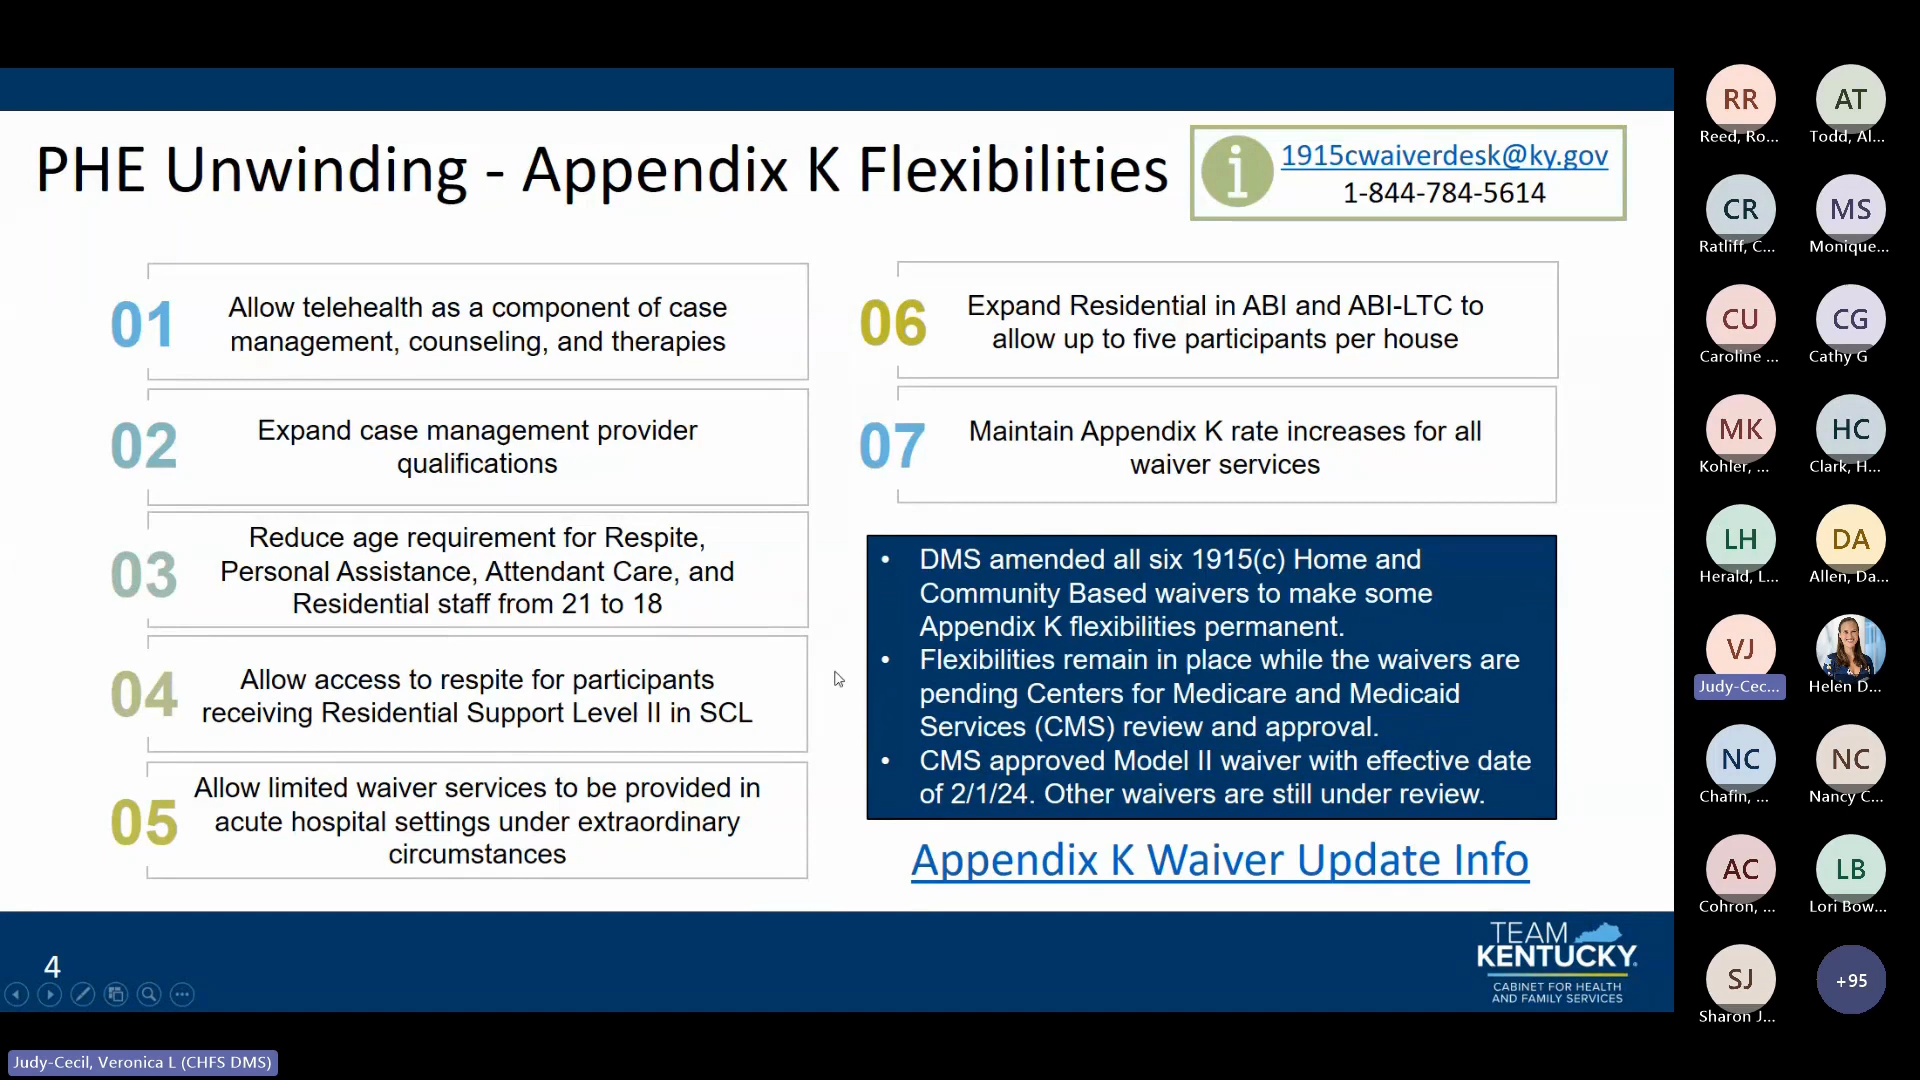 PHE Unwinding - Appendix K Flexibilities
i
1915cwaiverdesk@ky.gov
1-844-784-5614
01
Allow telehealth as a component of case
management, counseling, and therapies
02
Expand case management provider
qualifications
03
Reduce age requirement for Respite,
Personal Assistance, Attendant Care, and
Residential staff from 21 to 18
04
Allow access to respite for participants
receiving Residential Support Level II in SCL
05
Allow limited waiver services to be provided in
acute hospital settings under extraordinary
circumstances
06
Expand Residential in ABI and ABI-LTC to
allow up to five participants per house
07
Maintain Appendix K rate increases for all
waiver services
• DMS amended all six 1915(c) Home and
Community Based waivers to make some
Appendix K flexibilities permanent.
• Flexibilities remain in place while the waivers are
pending Centers for Medicare and Medicaid
Services (CMS) review and approval.
• CMS approved Model II waiver with effective date
of 2/1/24. Other waivers are still under review.
Appendix K Waiver Update Info
4
TEAM
KENTUCKY.
CABINET FOR HEALTH
AND FAMILY SERVICES
Judy-Cecil, Veronica L (CHFS DMS)
RR
Reed, Ro...
AT
Todd, Al...
CR
Ratliff, C...
MS
Monique...
CU
Caroline ...
CG
Cathy G
MK
Kohler, ...
HC
Clark, H...
LH
Herald, L...
DA
Allen, Da...
VJ
Judy-Cec...
Helen D...
NC
Chafin, ...
NC
Nancy C...
AC
Cohron, ...
LB
Lori Bow...
SJ
Sharon J...
+95